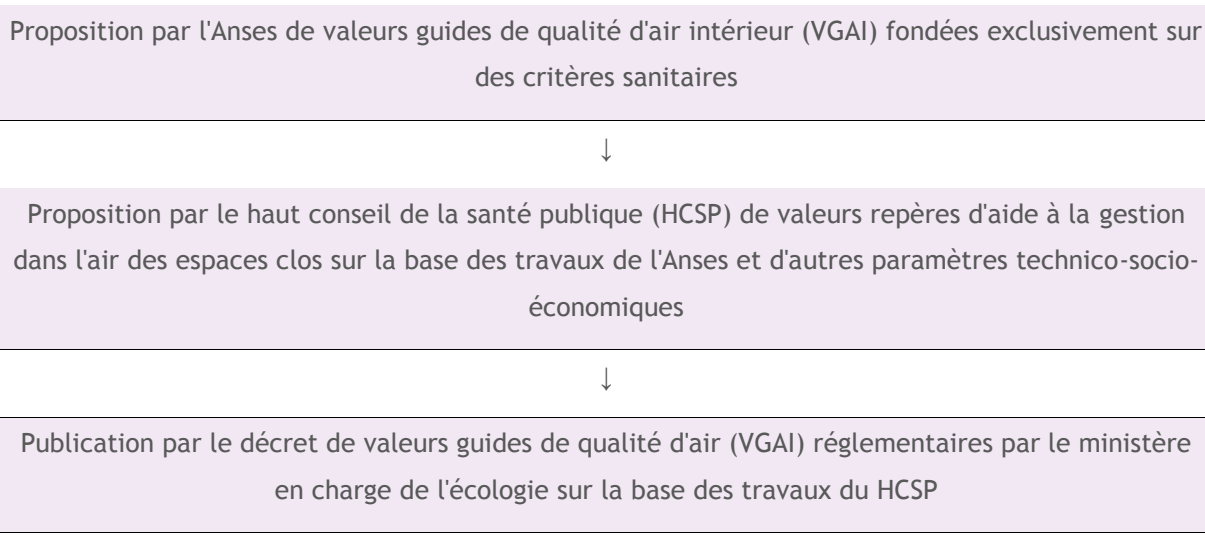 Proposition par l'Anses de valeurs guides de qualité d'air intérieur (VGAI) fondées exclusivement sur
des critères sanitaires
↓
Proposition par le haut conseil de la santé publique (HCSP) de valeurs repères d'aide à la gestion
dans l'air des espaces clos sur la base des travaux de l'Anses et d'autres paramètres technico-socio-
économiques
↓
Publication par le décret de valeurs guides de qualité d'air (VGAI) réglementaires par le ministère
en charge de l'écologie sur la base des travaux du HCSP